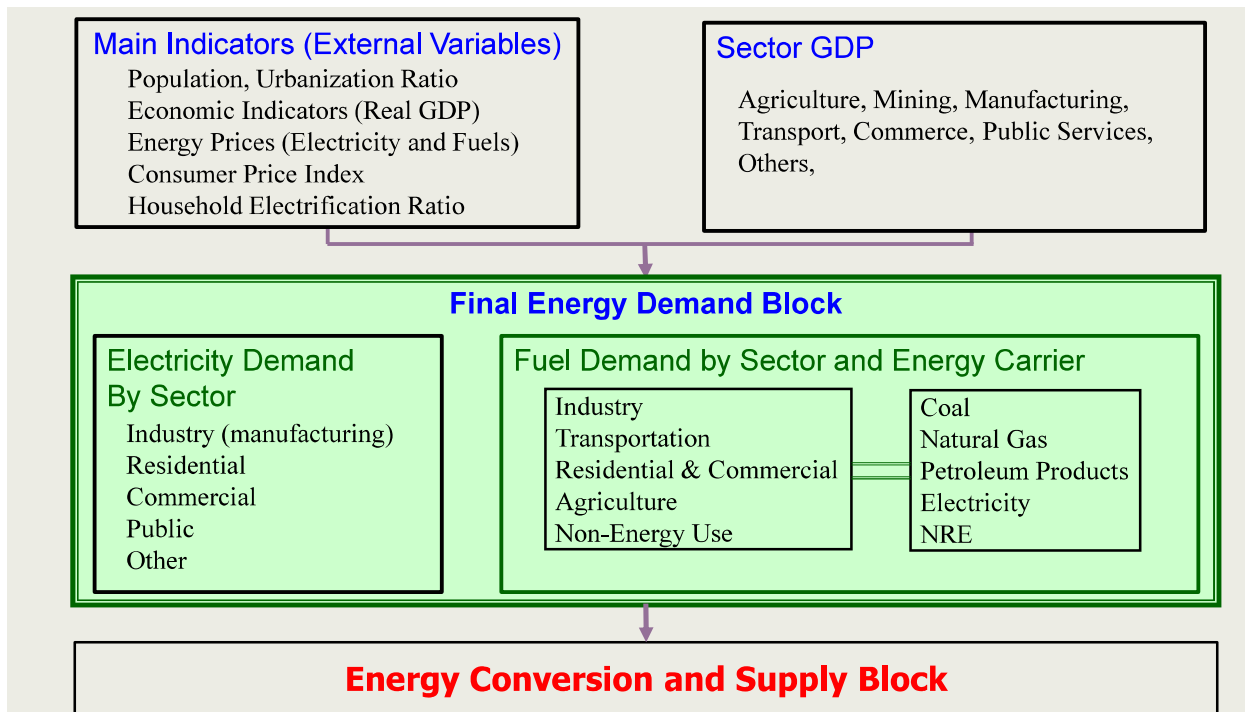 Main Indicators (External Variables)
Population, Urbanization Ratio
Economic Indicators (Real GDP)
Energy Prices (Electricity and Fuels)
Consumer Price Index
Household Electrification Ratio
Sector GDP
Agriculture, Mining, Manufacturing,
Transport, Commerce, Public Services,
Others,
Final Energy Demand Block
Electricity Demand
By Sector
Industry (manufacturing)
Residential
Commercial
Public
Other
Fuel Demand by Sector and Energy Carrier
Industry
Transportation
Residential & Commercial
Agriculture
Non-Energy Use
Coal
Natural Gas
Petroleum Products
Electricity
NRE
Energy Conversion and Supply Block